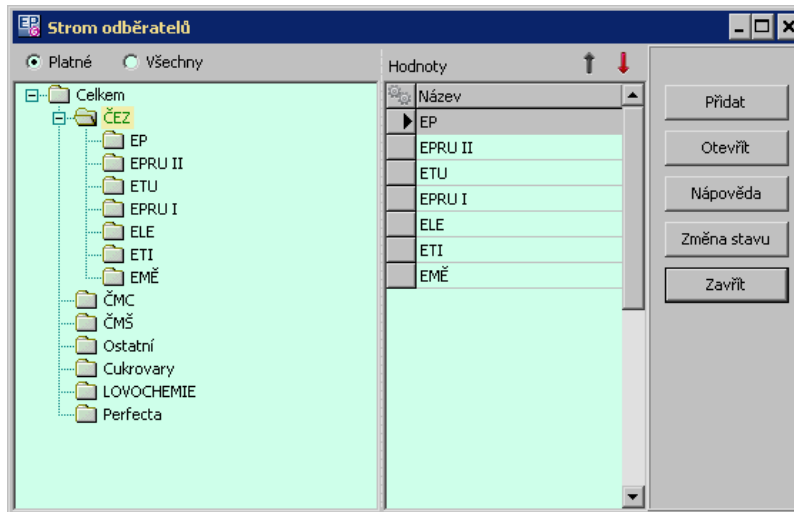 Strom odběratelů
Platné Všechny
Celkem
ČEZ
EP
EPRU II
ETU
EPRU I
ELE
ETI
EMĚ
ČMC
ČMŠ
Ostatní
Cukrovary
LOVOCHEMIE
Perfecta
Hodnoty
Název
EP
EPRU II
ETU
EPRU I
ELE
ETI
EMĚ
Přidat
Otevřít
Nápověda
Změna stavu
Zavřít